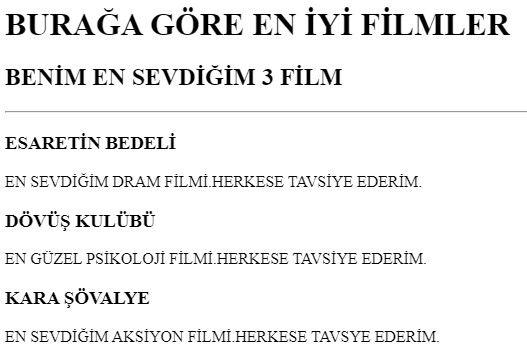 BURAĞA GÖRE EN İYİ FİLMLER
BENİM EN SEVDİĞİM 3 FİLM
ESARETİN BEDELİ
EN SEVDİĞİM DRAM FİLMİ.HERKESE TAVSİYE EDERİM.
DÖVÜŞ KULÜBÜ
EN GÜZEL PSİKOLOJİ FİLMİ.HERKESE TAVSİYE EDERİM.
KARA ŞÖVALYE
EN SEVDİĞİM AKSİYON FİLMİ.HERKESE TAVSYE EDERİM.